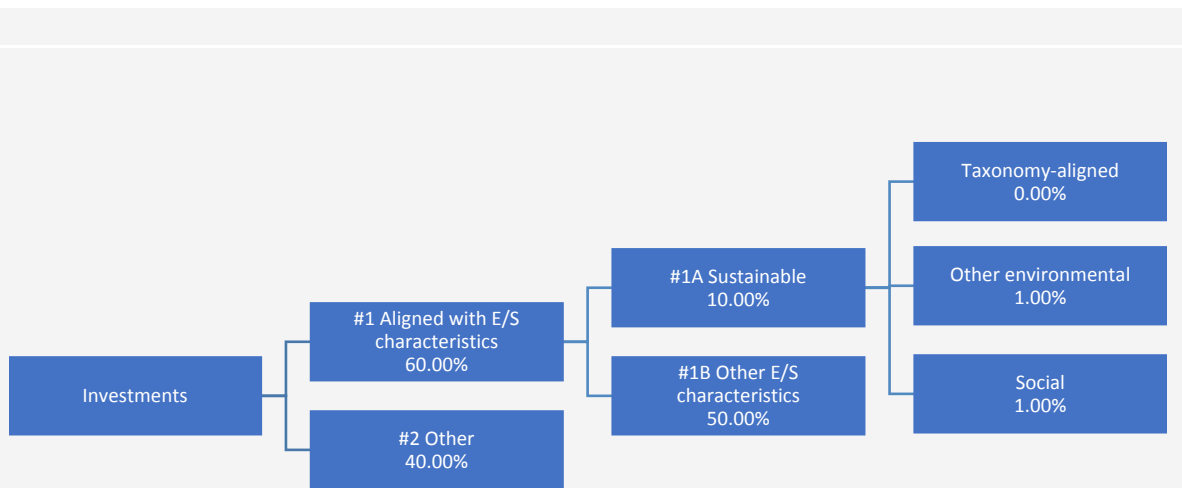 Investments
#1 Aligned with E/S
characteristics
60.00%
#2 Other
40.00%
#1A Sustainable
10.00%
#1B Other E/S
characteristics
50.00%
Taxonomy-aligned
0.00%
Other environmental
1.00%
Social
1.00%